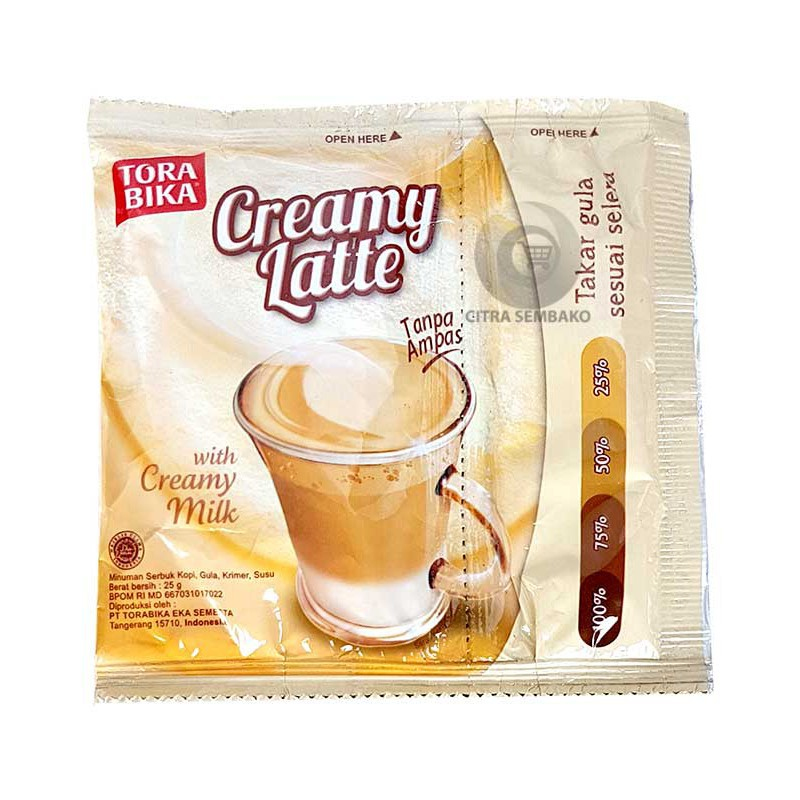 OPEN HERE
OPEN HERE
TORA
BIKA
Creamy
Latte
Tanpa
Ampas
with
Creamy
Milk
Minuman Serbuk Kopi, Gula, Krimer, Susu
Berat bersih : 25 g
BPOM RI MD 667031017022
Diproduksi oleh :
PT TORABIKA EKA SEMESTA
Tangerang 15710, Indonesia
Takar gula
sesuai selera
25%
50%
75%
100%
CITRA SEMBAKO